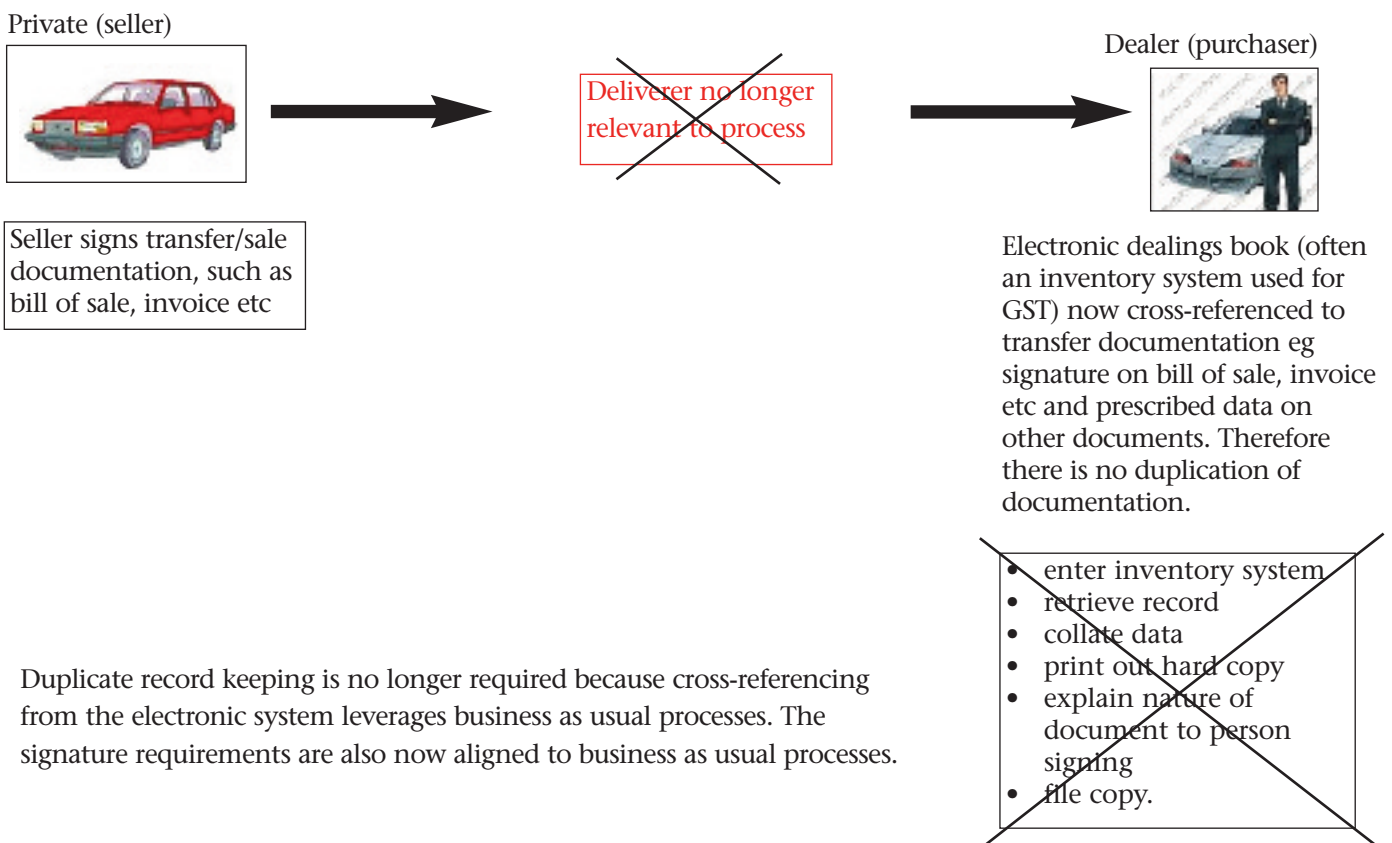 Private (seller)
Dealer (purchaser)
Deliverer no longer
relevant to process
Seller signs transfer/sale
documentation, such as
bill of sale, invoice etc
Electronic dealings book (often
an inventory system used for
GST) now cross-referenced to
transfer documentation eg
signature on bill of sale, invoice
etc and prescribed data on
other documents. Therefore
there is no duplication of
documentation.
• enter inventory system
• retrieve record
• collate data
• print out hard copy
• explain nature of
document to person
signing
• file copy.
Duplicate record keeping is no longer required because cross-referencing
from the electronic system leverages business as usual processes. The
signature requirements are also now aligned to business as usual processes.